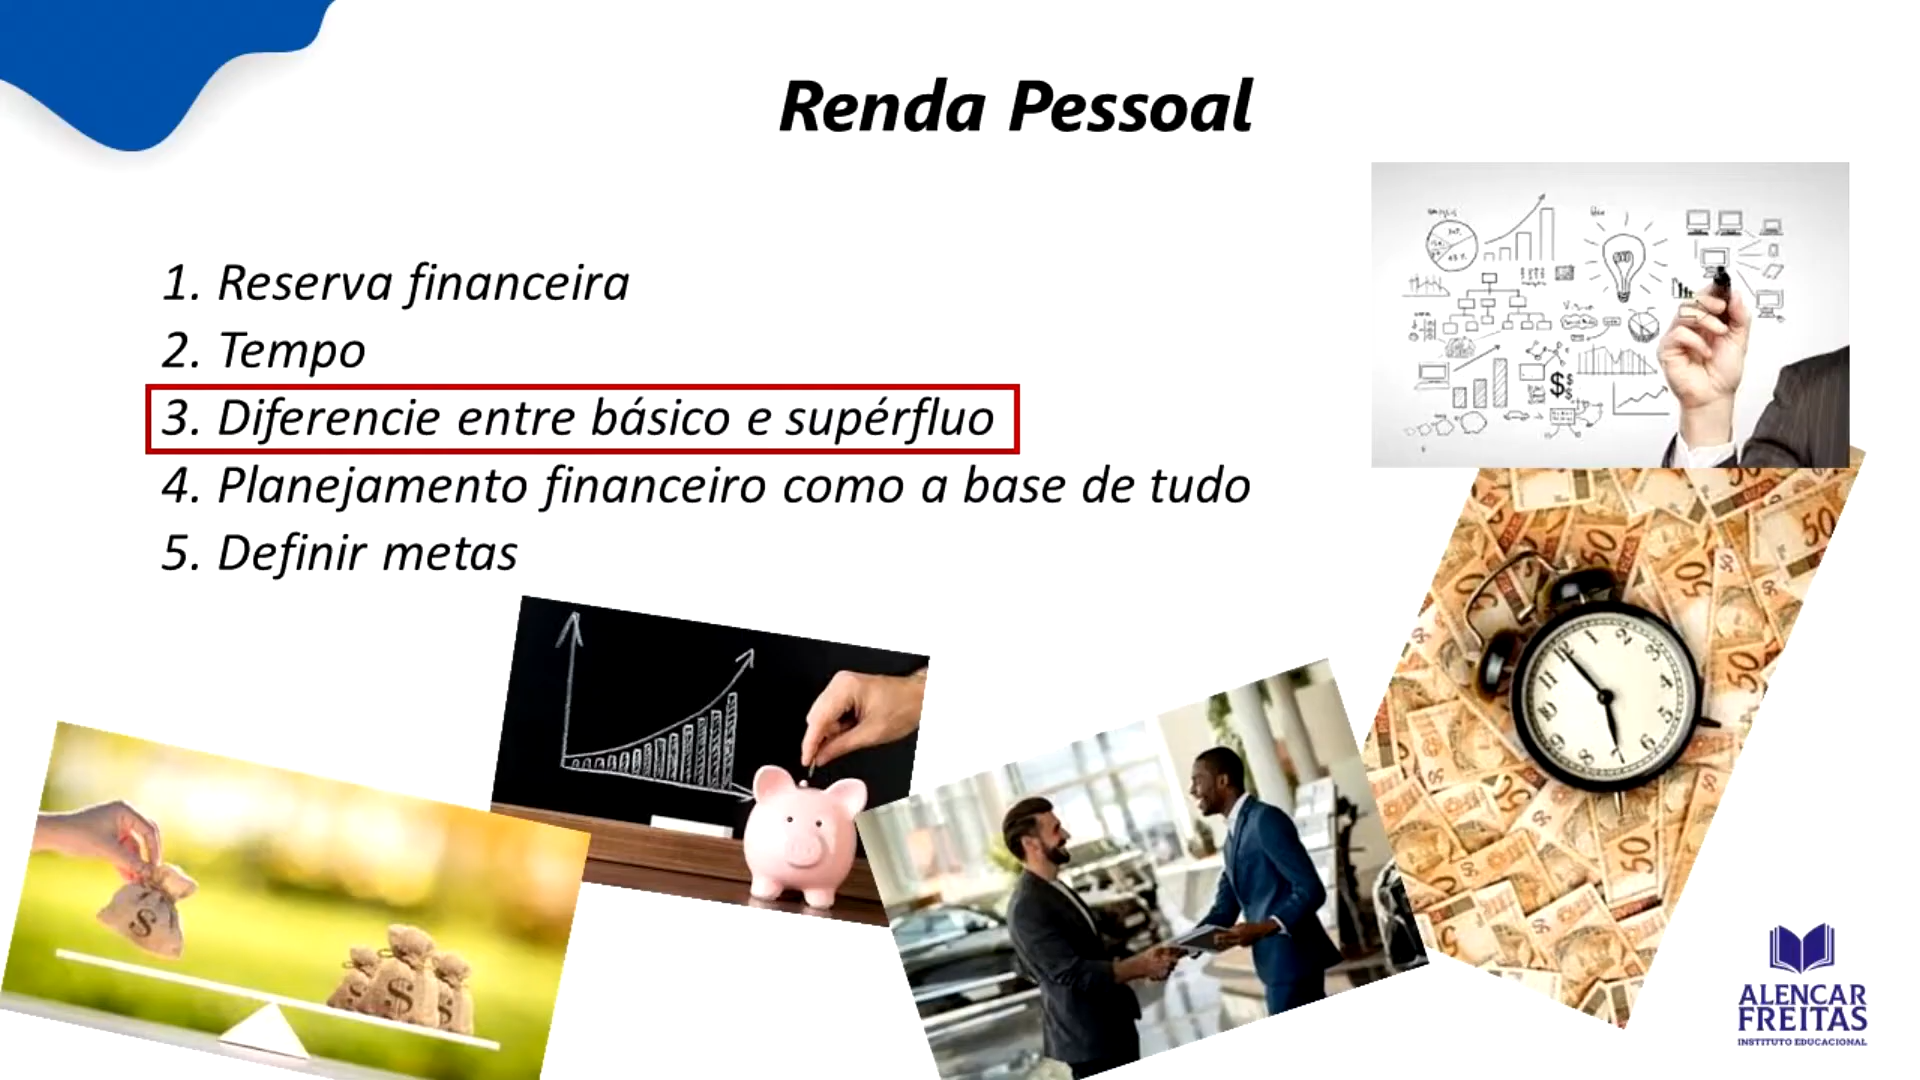 Renda Pessoal
1. Reserva financeira
2. Tempo
3. Diferencie entre básico e supérfluo
4. Planejamento financeiro como a base de tudo
5. Definir metas
ALENCAR
FREITAS
INSTITUTO EDUCACIONAL